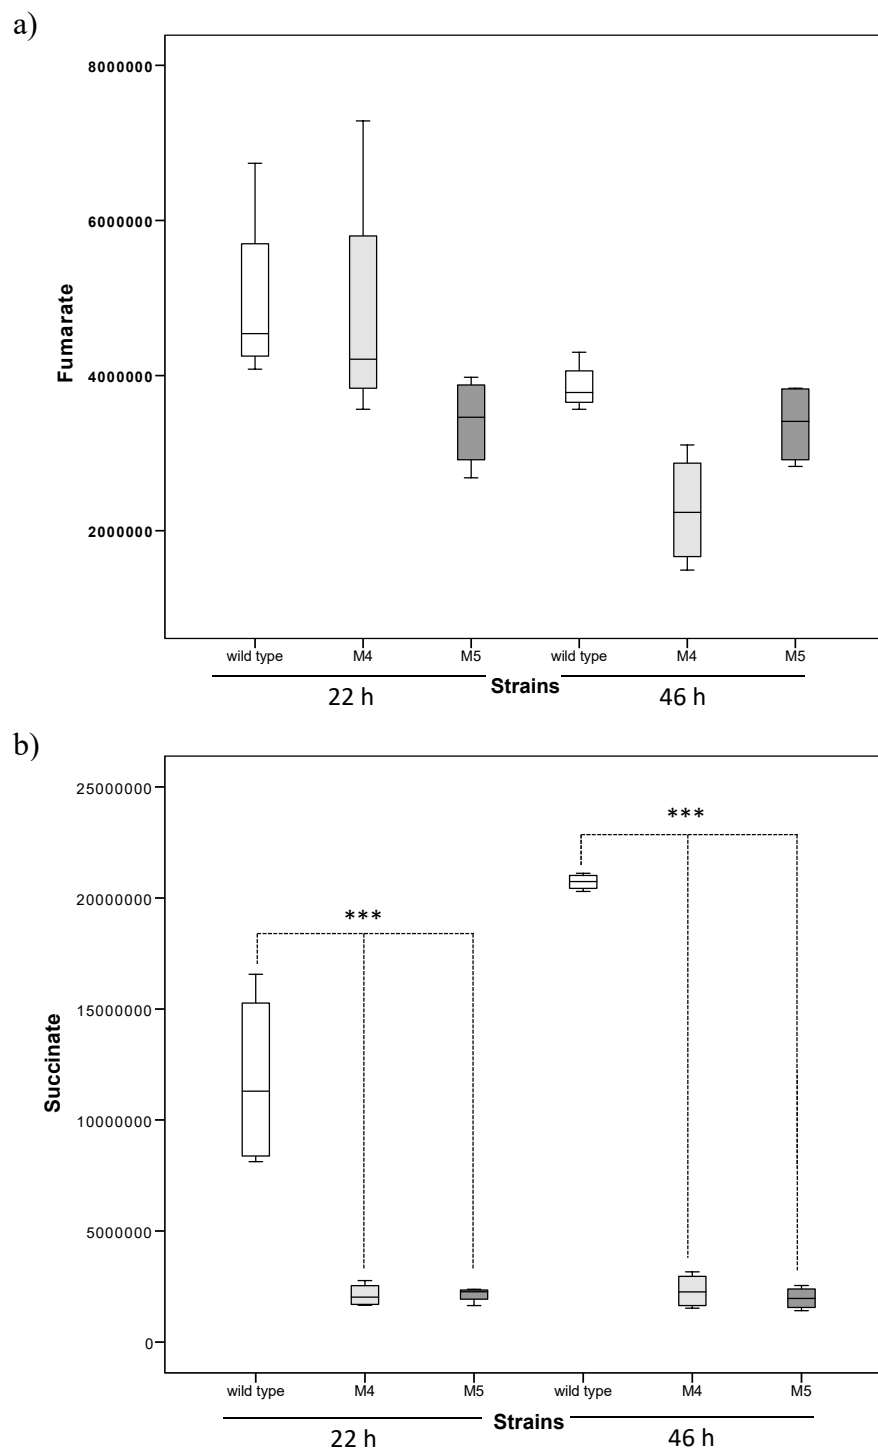 a)
8000000
6000000
4000000
2000000
Fumarate
wild type M4 M5 wild type M4 M5
Strains
22 h 46 h
b)
25000000
20000000
15000000
10000000
5000000
0
Succinate
***
***
wild type M4 M5 wild type M4 M5
Strains
22 h 46 h